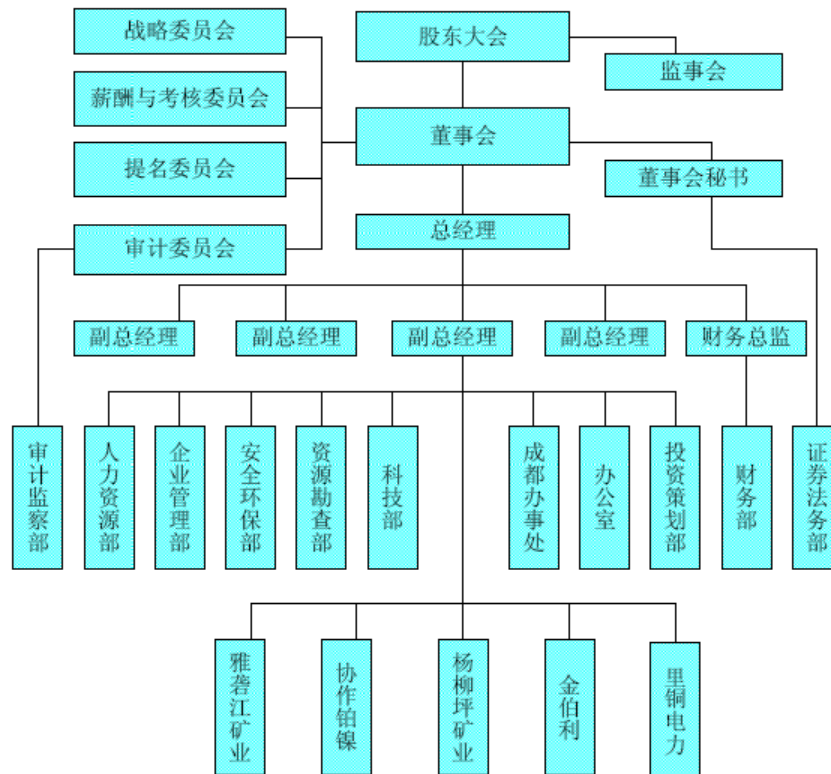 战略委员会
股东大会
监事会
薪酬与考核委员会
董事会
提名委员会
董事会秘书
总经理
审计委员会
副总经理
副总经理
副总经理
副总经理
财务总监
审计监察部
人力资源部
企业管理部
安全环保部
资源勘查部
科技部
成都办事处
办公室
投资策划部
财务部
证券法务部
雅砻江矿业
协作铂镍
杨柳坪矿业
金伯利
里铜电力